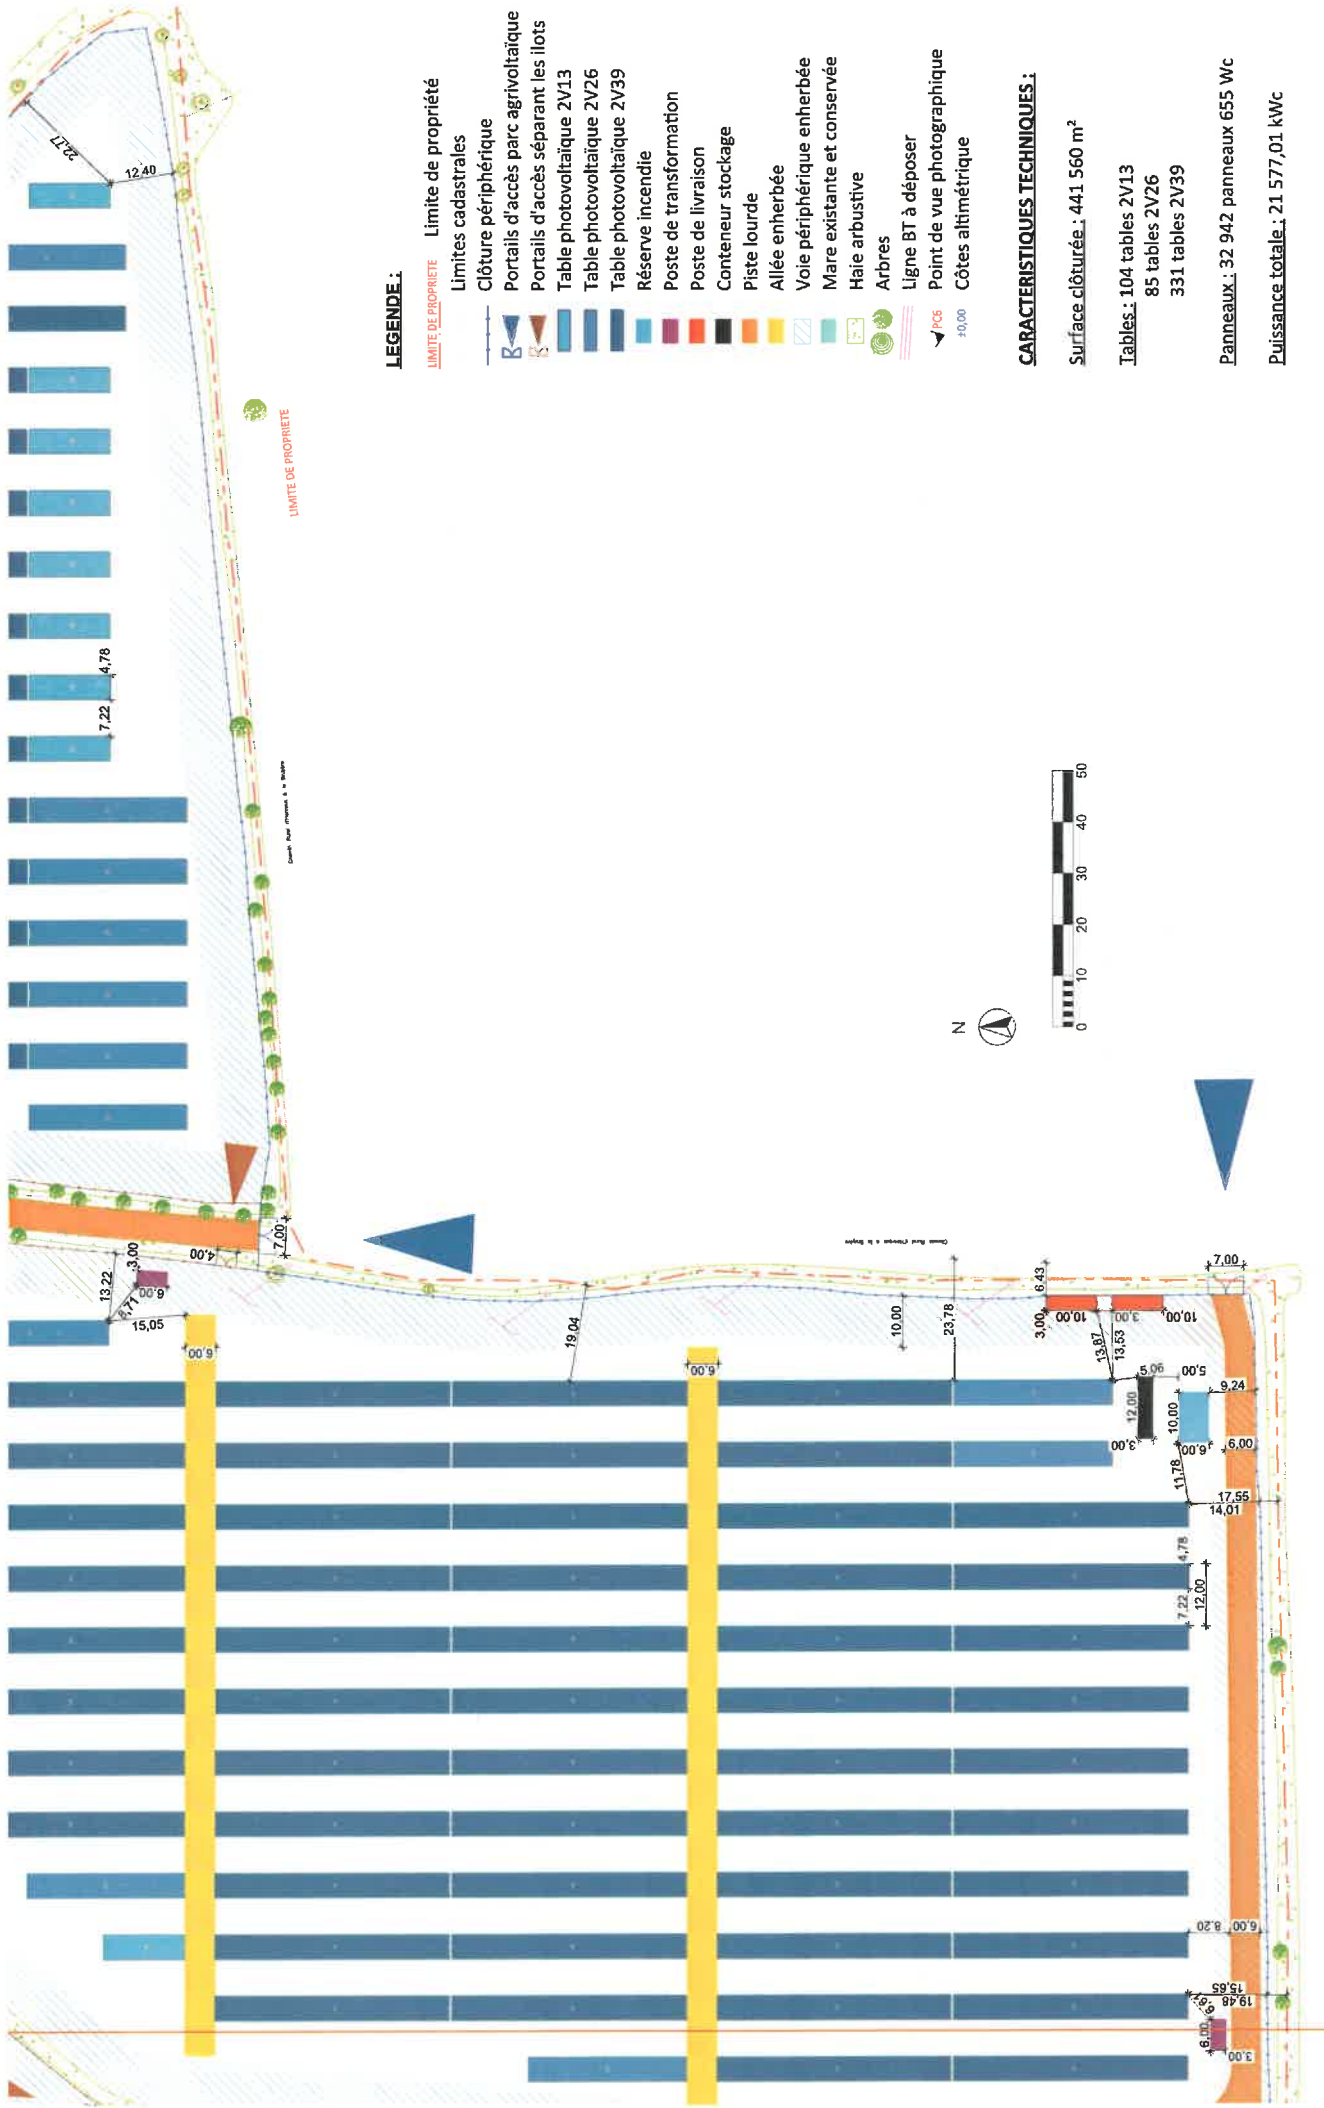 LEGENDE :
LIMITE DE PROPRIETE Limite de propriété
Limites cadastrales
Clôture périphérique
Portails d'accès parc agrivoltaïque
Portails d'accès séparant les ilots
Table photovoltaïque 2V13
Table photovoltaïque 2V26
Table photovoltaïque 2V39
Réserve incendie
Poste de transformation
Poste de livraison
Conteneur stockage
Piste lourde
Allée enherbée
Voie périphérique enherbée
Mare existante et conservée
Haie arbustive
Arbres
Ligne BT à déposer
PC6 Point de vue photographique
±0,00 Côtes altimétrique
CARACTERISTIQUES TECHNIQUES :
Surface clôturée : 441 560 m²
Tables : 104 tables 2V13
85 tables 2V26
331 tables 2V39
Panneaux : 32 942 panneaux 655 Wc
Puissance totale : 21 577,01 kWc
LIMITE DE PROPRIETE
22,77
12,40
7,22 4,78
7,00
4,00
13,22
3,00
6,00
8,71
15,05
6,00
19,04
6,00
10,00
23,78
6,43
3,00
10,00
3,00
10,00
13,87
13,53
5,06
12,00
3,00
5,00
10,00
6,00
9,24
6,00
11,78
17,55
14,01
7,00
7,22 4,78
12,00
8,20
6,00
15,65
19,48
6,00
3,00
N
0 10 20 30 40 50